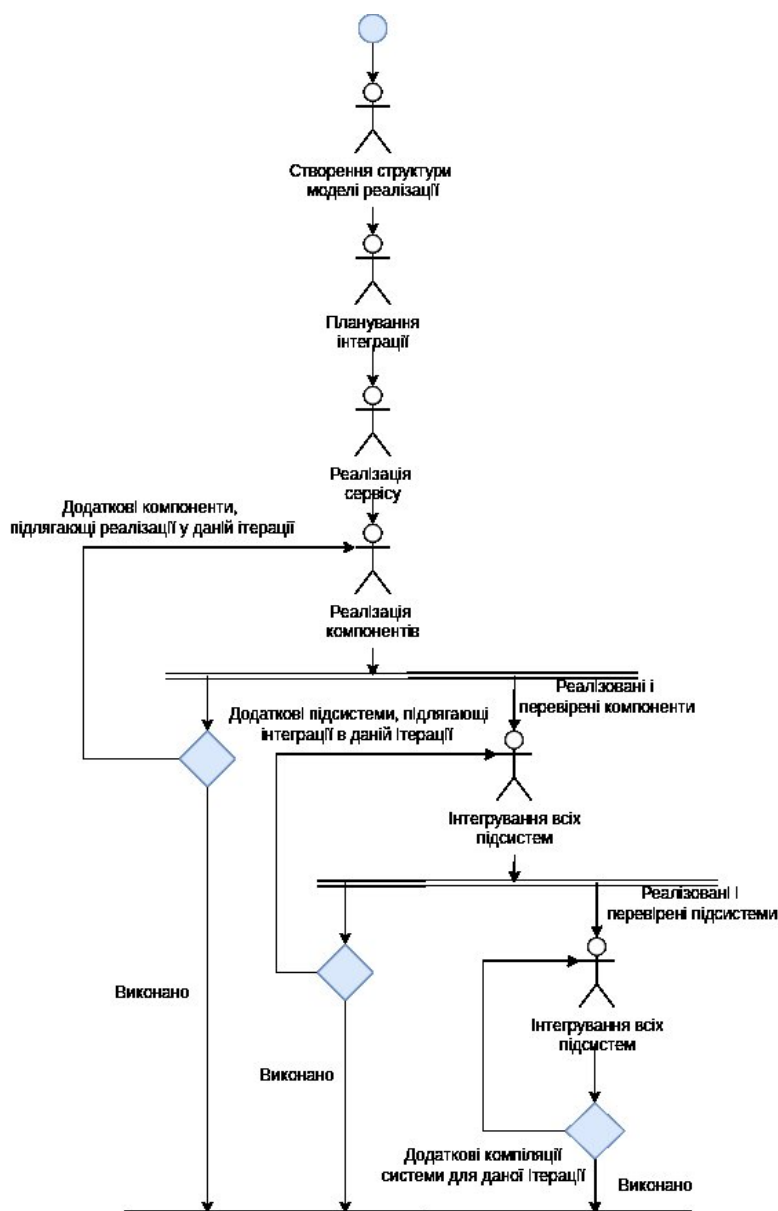 Створення структури
моделі реалізації
Планування
інтеграції
Реалізація
сервісу
Додаткові компоненти,
підлягающі реалізації у даній ітерації
Реалізація
компонентів
Реалізовані і
перевірені компоненти
Додаткові підсистеми, підлягающі
інтеграції в даній ітерації
Інтегрування всіх
підсистем
Реалізовані і
перевірені підсистеми
Виконано
Інтегрування всіх
підсистем
Виконано
Додаткові компіляції
системи для даної ітерації
Виконано